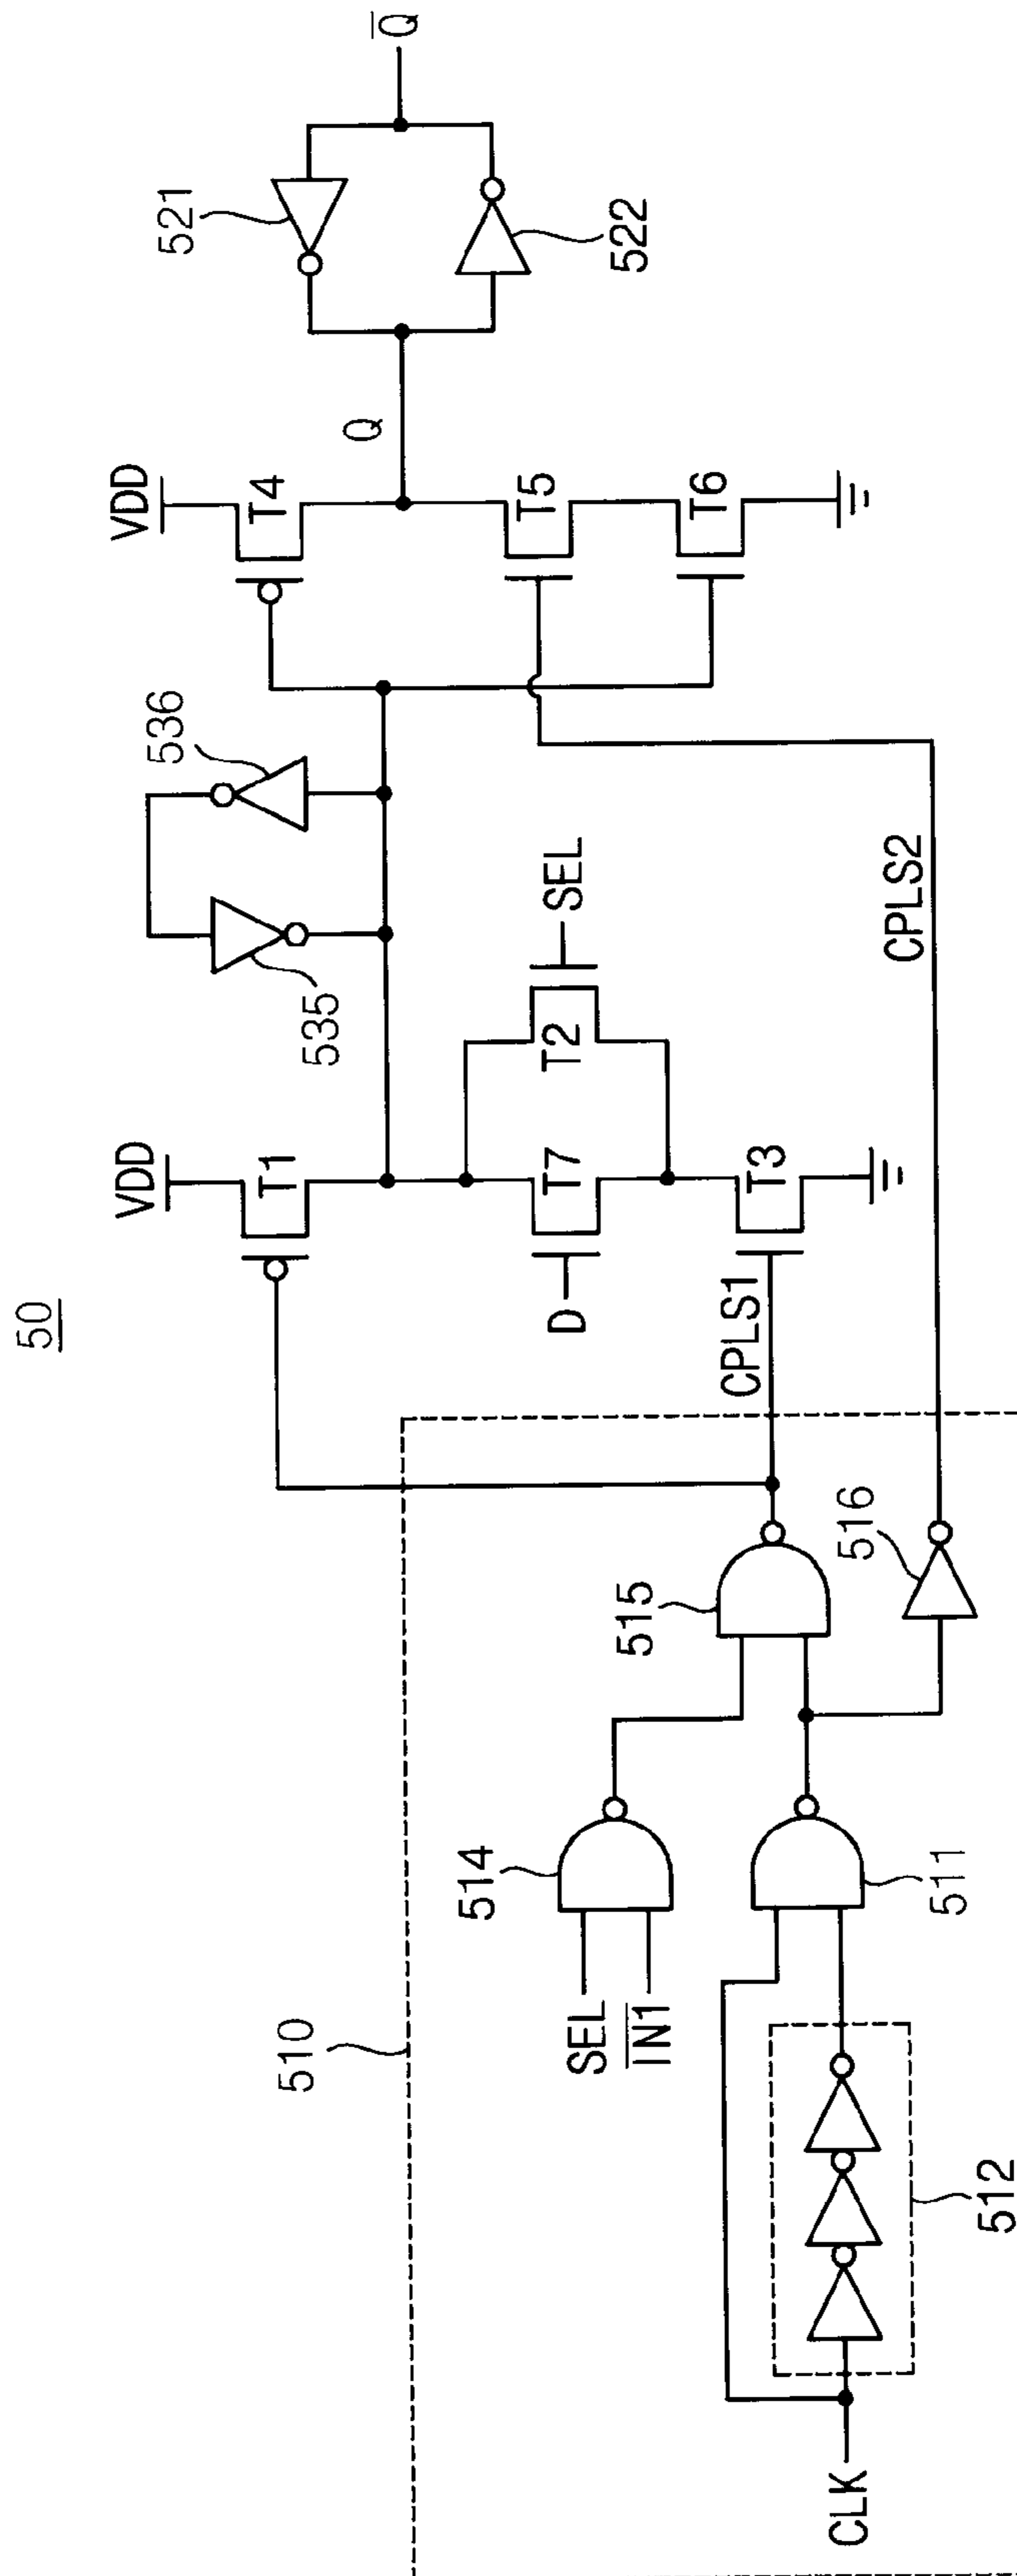 50
VDD
VDD
T1
T4
535
536
521
Q
Q̅
D
T7
T2
SEL
T5
T3
T6
522
CPLS1
CPLS2
510
514
SEL
I̅N̅1̅
515
511
516
CLK
512